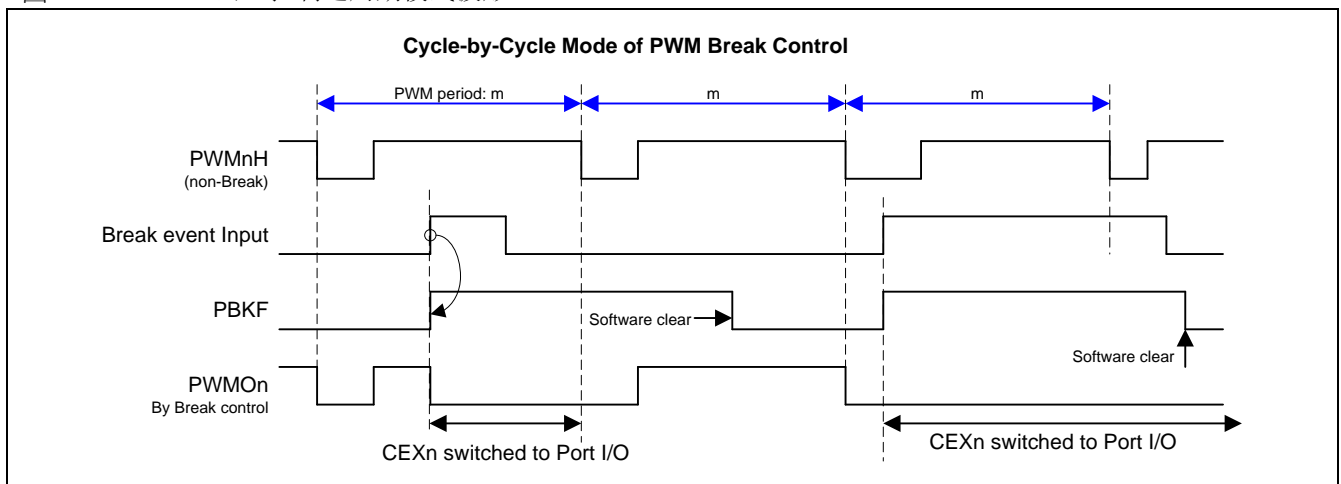 Cycle-by-Cycle Mode of PWM Break Control
PWM period: m
m
m
PWMnH
(non-Break)
Break event Input
PBKF
Software clear
Software clear
PWMOn
By Break control
CEXn switched to Port I/O
CEXn switched to Port I/O